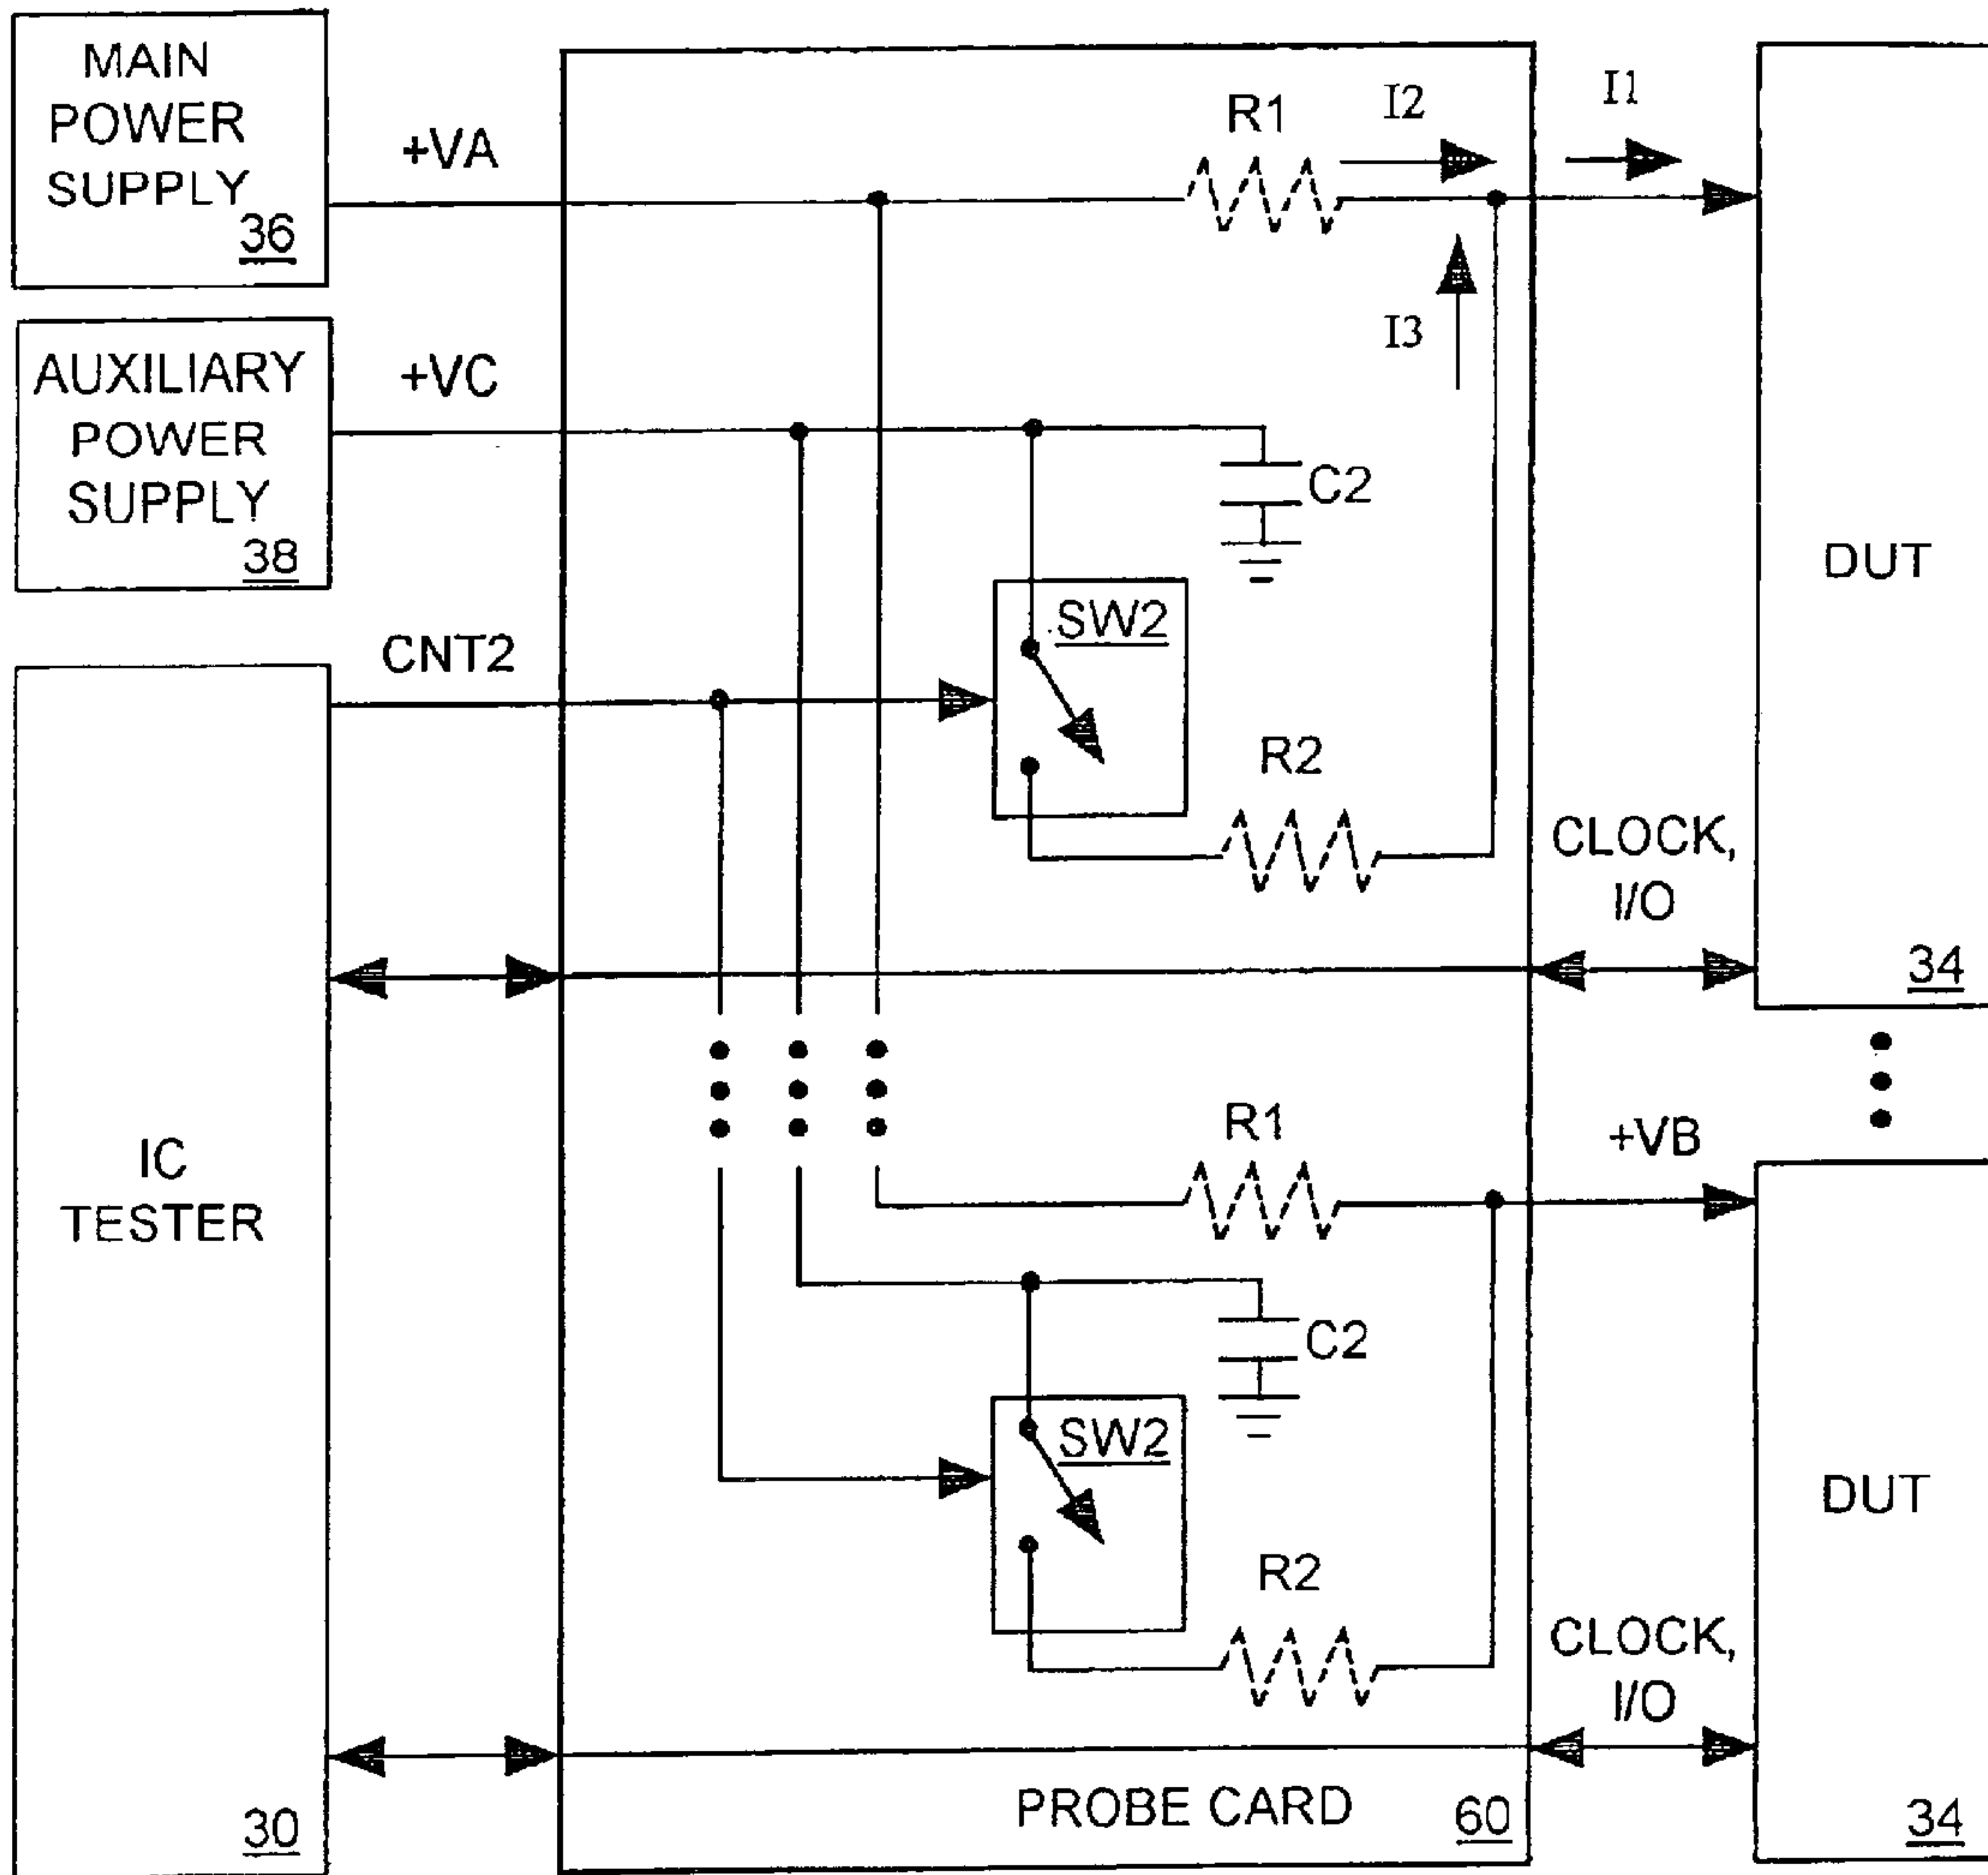 MAIN
POWER
SUPPLY
36
+VA
R1
I2
I1
I3
AUXILIARY
POWER
SUPPLY
38
+VC
C2
DUT
SW2
CNT2
R2
CLOCK,
I/O
34
IC
TESTER
30
R1
+VB
C2
SW2
DUT
R2
CLOCK,
I/O
PROBE CARD
60
34